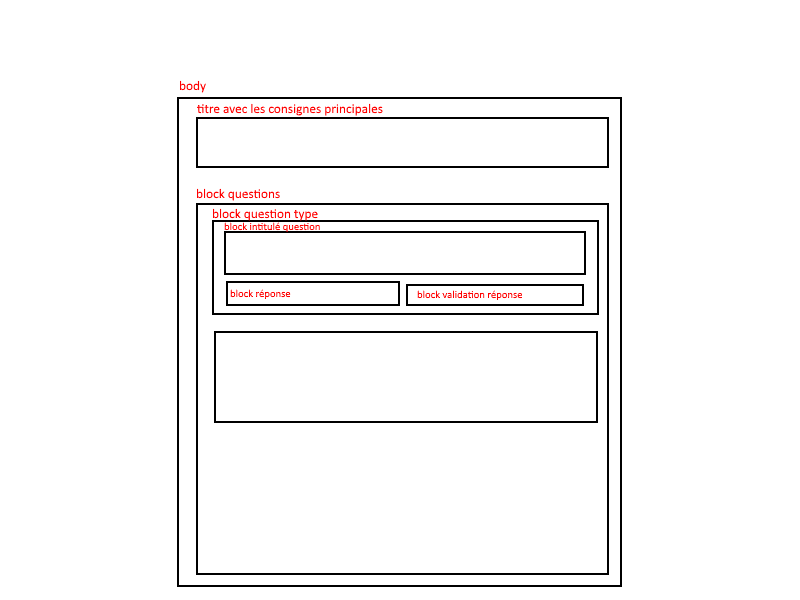 body
titre avec les consignes principales
block questions
block question type
block intitulé question
block réponse
block validation réponse